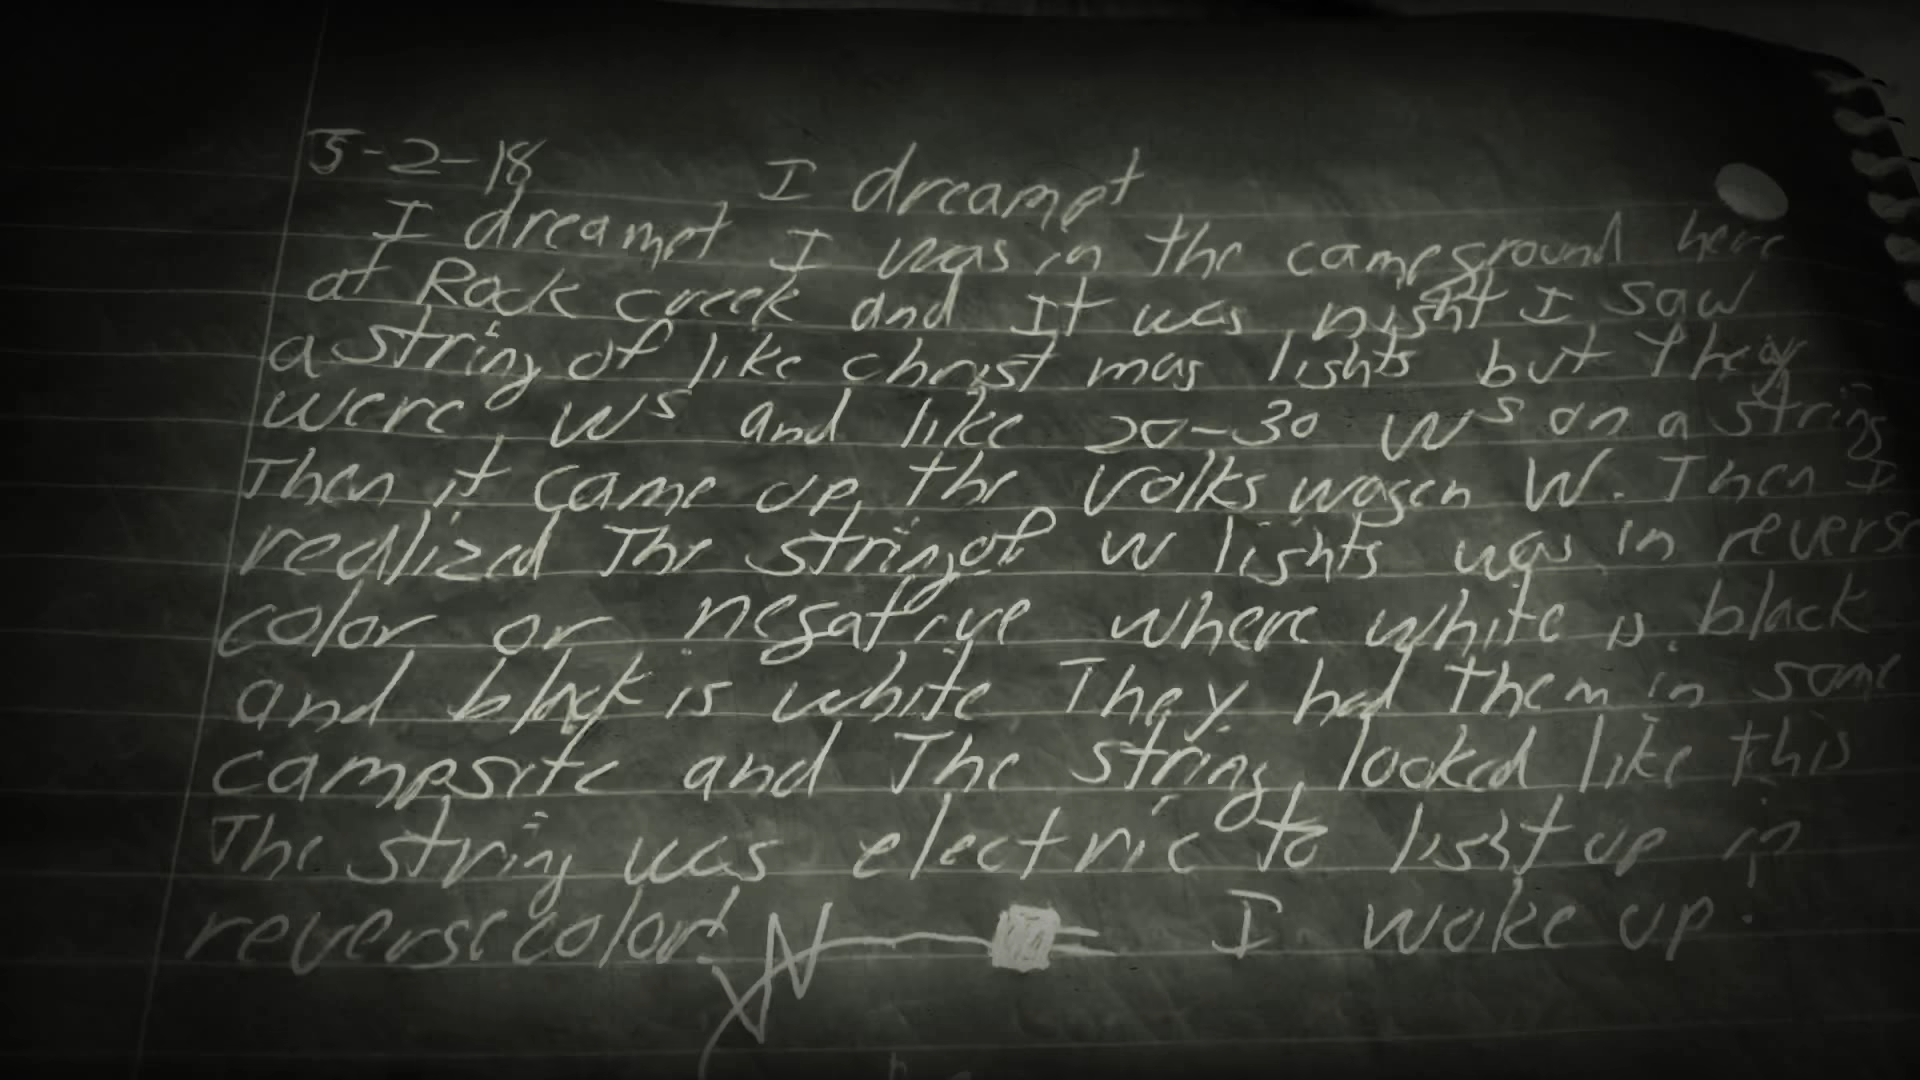 5-2-18 I dreampt
I dreampt I was in the campground here
at Rock creek and It was night I saw
a string of like christ mas lights but they
were Ws and like 20-30 Ws on a string
Then it came up the Volks wagen W. Then I
realized The string of W lights was in reverse
color or negative where white is black
and black is white They had them in some
campsite and The string looked like this
The string was electric to light up in
reverse color! I woke up.